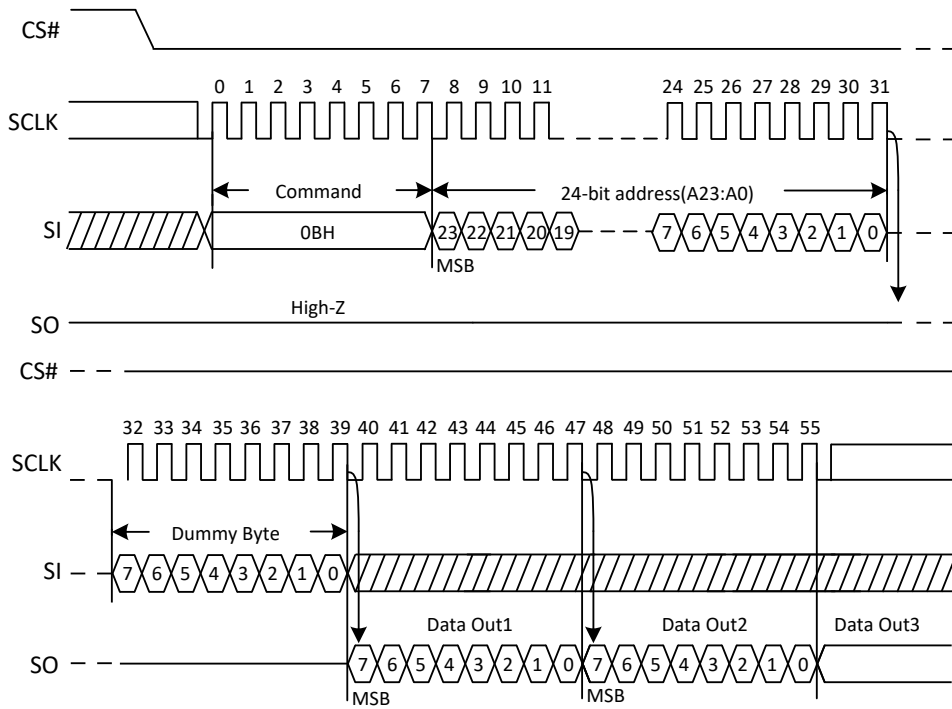 CS#
0 1 2 3 4 5 6 7 8 9 10 11 24 25 26 27 28 29 30 31
SCLK
Command 24-bit address(A23:A0)
SI 0BH 23 22 21 20 19 7 6 5 4 3 2 1 0
MSB
High-Z
SO
CS#
32 33 34 35 36 37 38 39 40 41 42 43 44 45 46 47 48 49 50 51 52 53 54 55
SCLK
Dummy Byte
SI 7 6 5 4 3 2 1 0
Data Out1 Data Out2 Data Out3
SO 7 6 5 4 3 2 1 0 7 6 5 4 3 2 1 0
MSB MSB